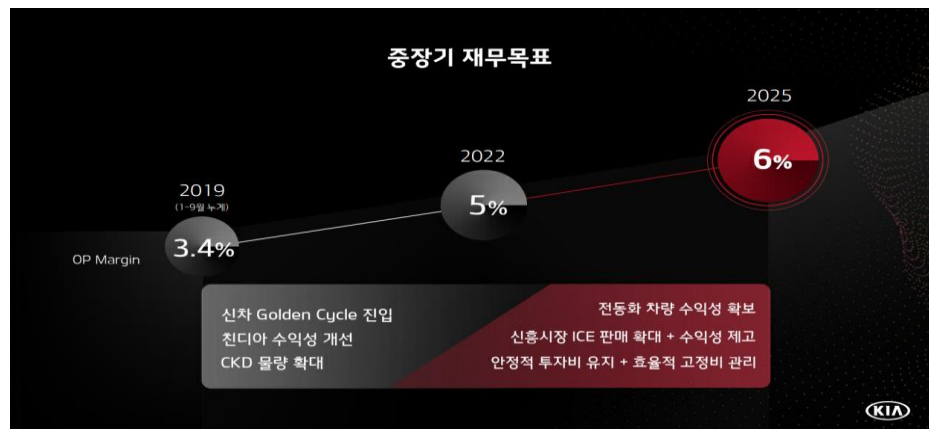 중장기 재무목표
2025
6%
2022
5%
2019
(1-9월 누계)
3.4%
OP Margin
신차 Golden Cycle 진입
친디아 수익성 개선
CKD 물량 확대
전동화 차량 수익성 확보
신흥시장 ICE 판매 확대 + 수익성 제고
안정적 투자비 유지 + 효율적 고정비 관리
KIA